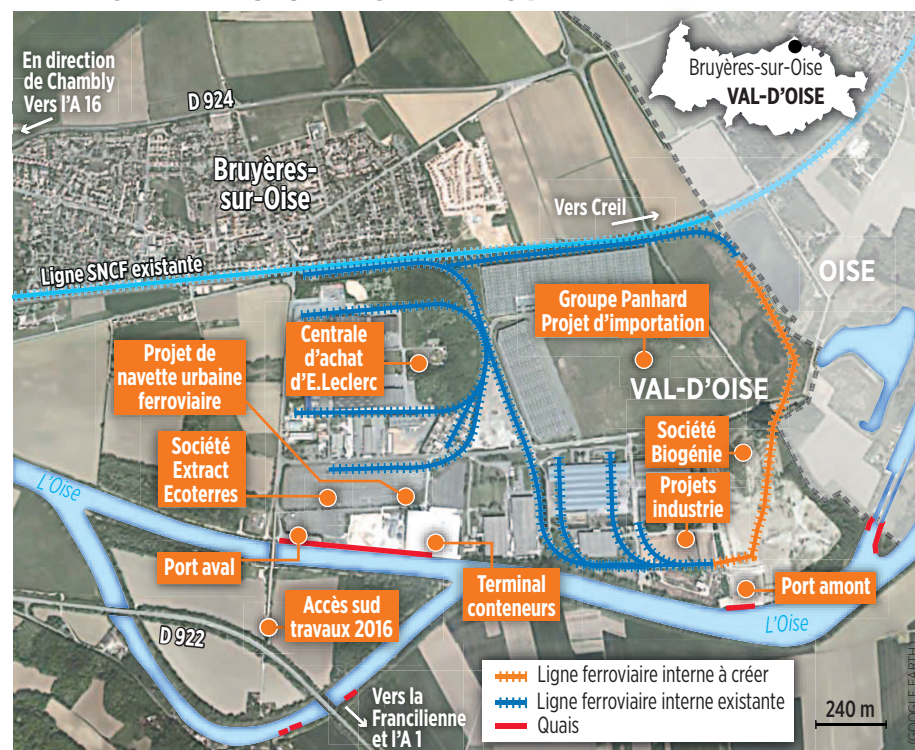 En direction
de Chambly
Vers l'A 16
D 924
Bruyères-sur-Oise
VAL-D'OISE
Bruyères-
sur-Oise
Vers Creil
Ligne SNCF existante
OISE
Groupe Panhard
Projet d'importation
Centrale
d'achat
d'E.Leclerc
Projet de
navette urbaine
ferroviaire
VAL-D'OISE
Société
Extract
Ecoterres
Société
Biogénie
Projets
industrie
L'Oise
Port aval
Terminal
conteneurs
Port amont
L'Oise
Accès sud
travaux 2016
D 922
Vers la
Francilienne
et l'A 1
Ligne ferroviaire interne à créer
Ligne ferroviaire interne existante
Quais
240 m
GOOGLE EARTH